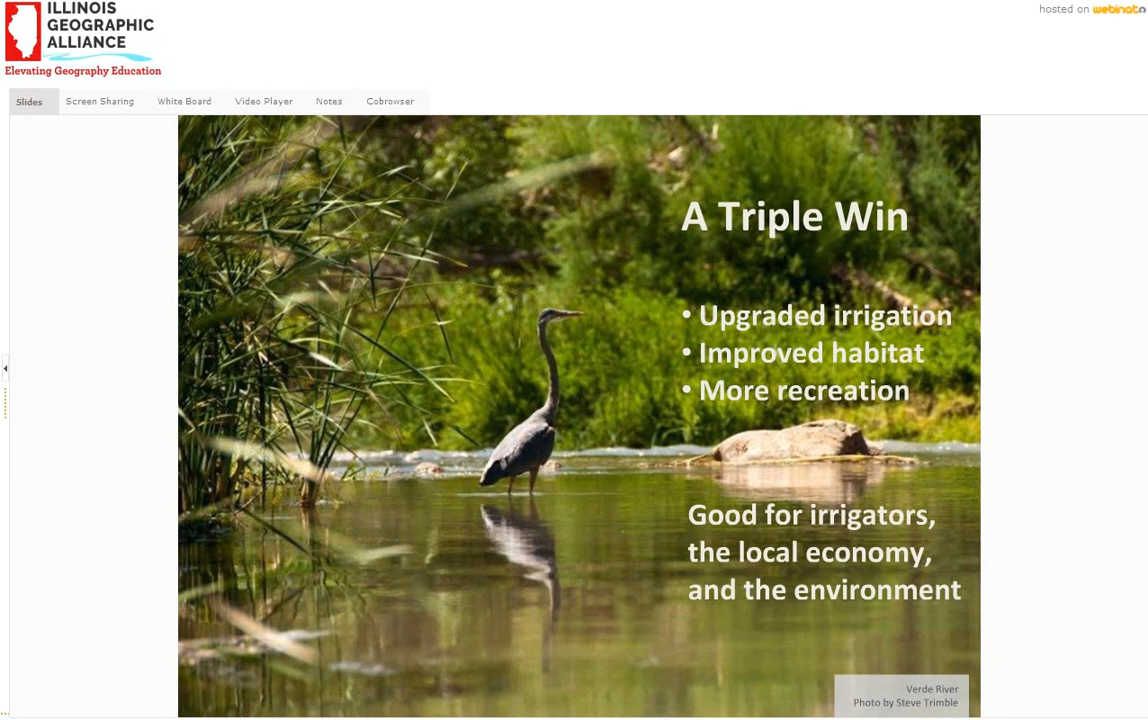 ILLINOIS
GEOGRAPHIC
ALLIANCE
Elevating Geography Education
hosted on webinato
Slides Screen Sharing White Board Video Player Notes Cobrowser
A Triple Win
• Upgraded irrigation
• Improved habitat
• More recreation
Good for irrigators,
the local economy,
and the environment
Verde River
Photo by Steve Trimble